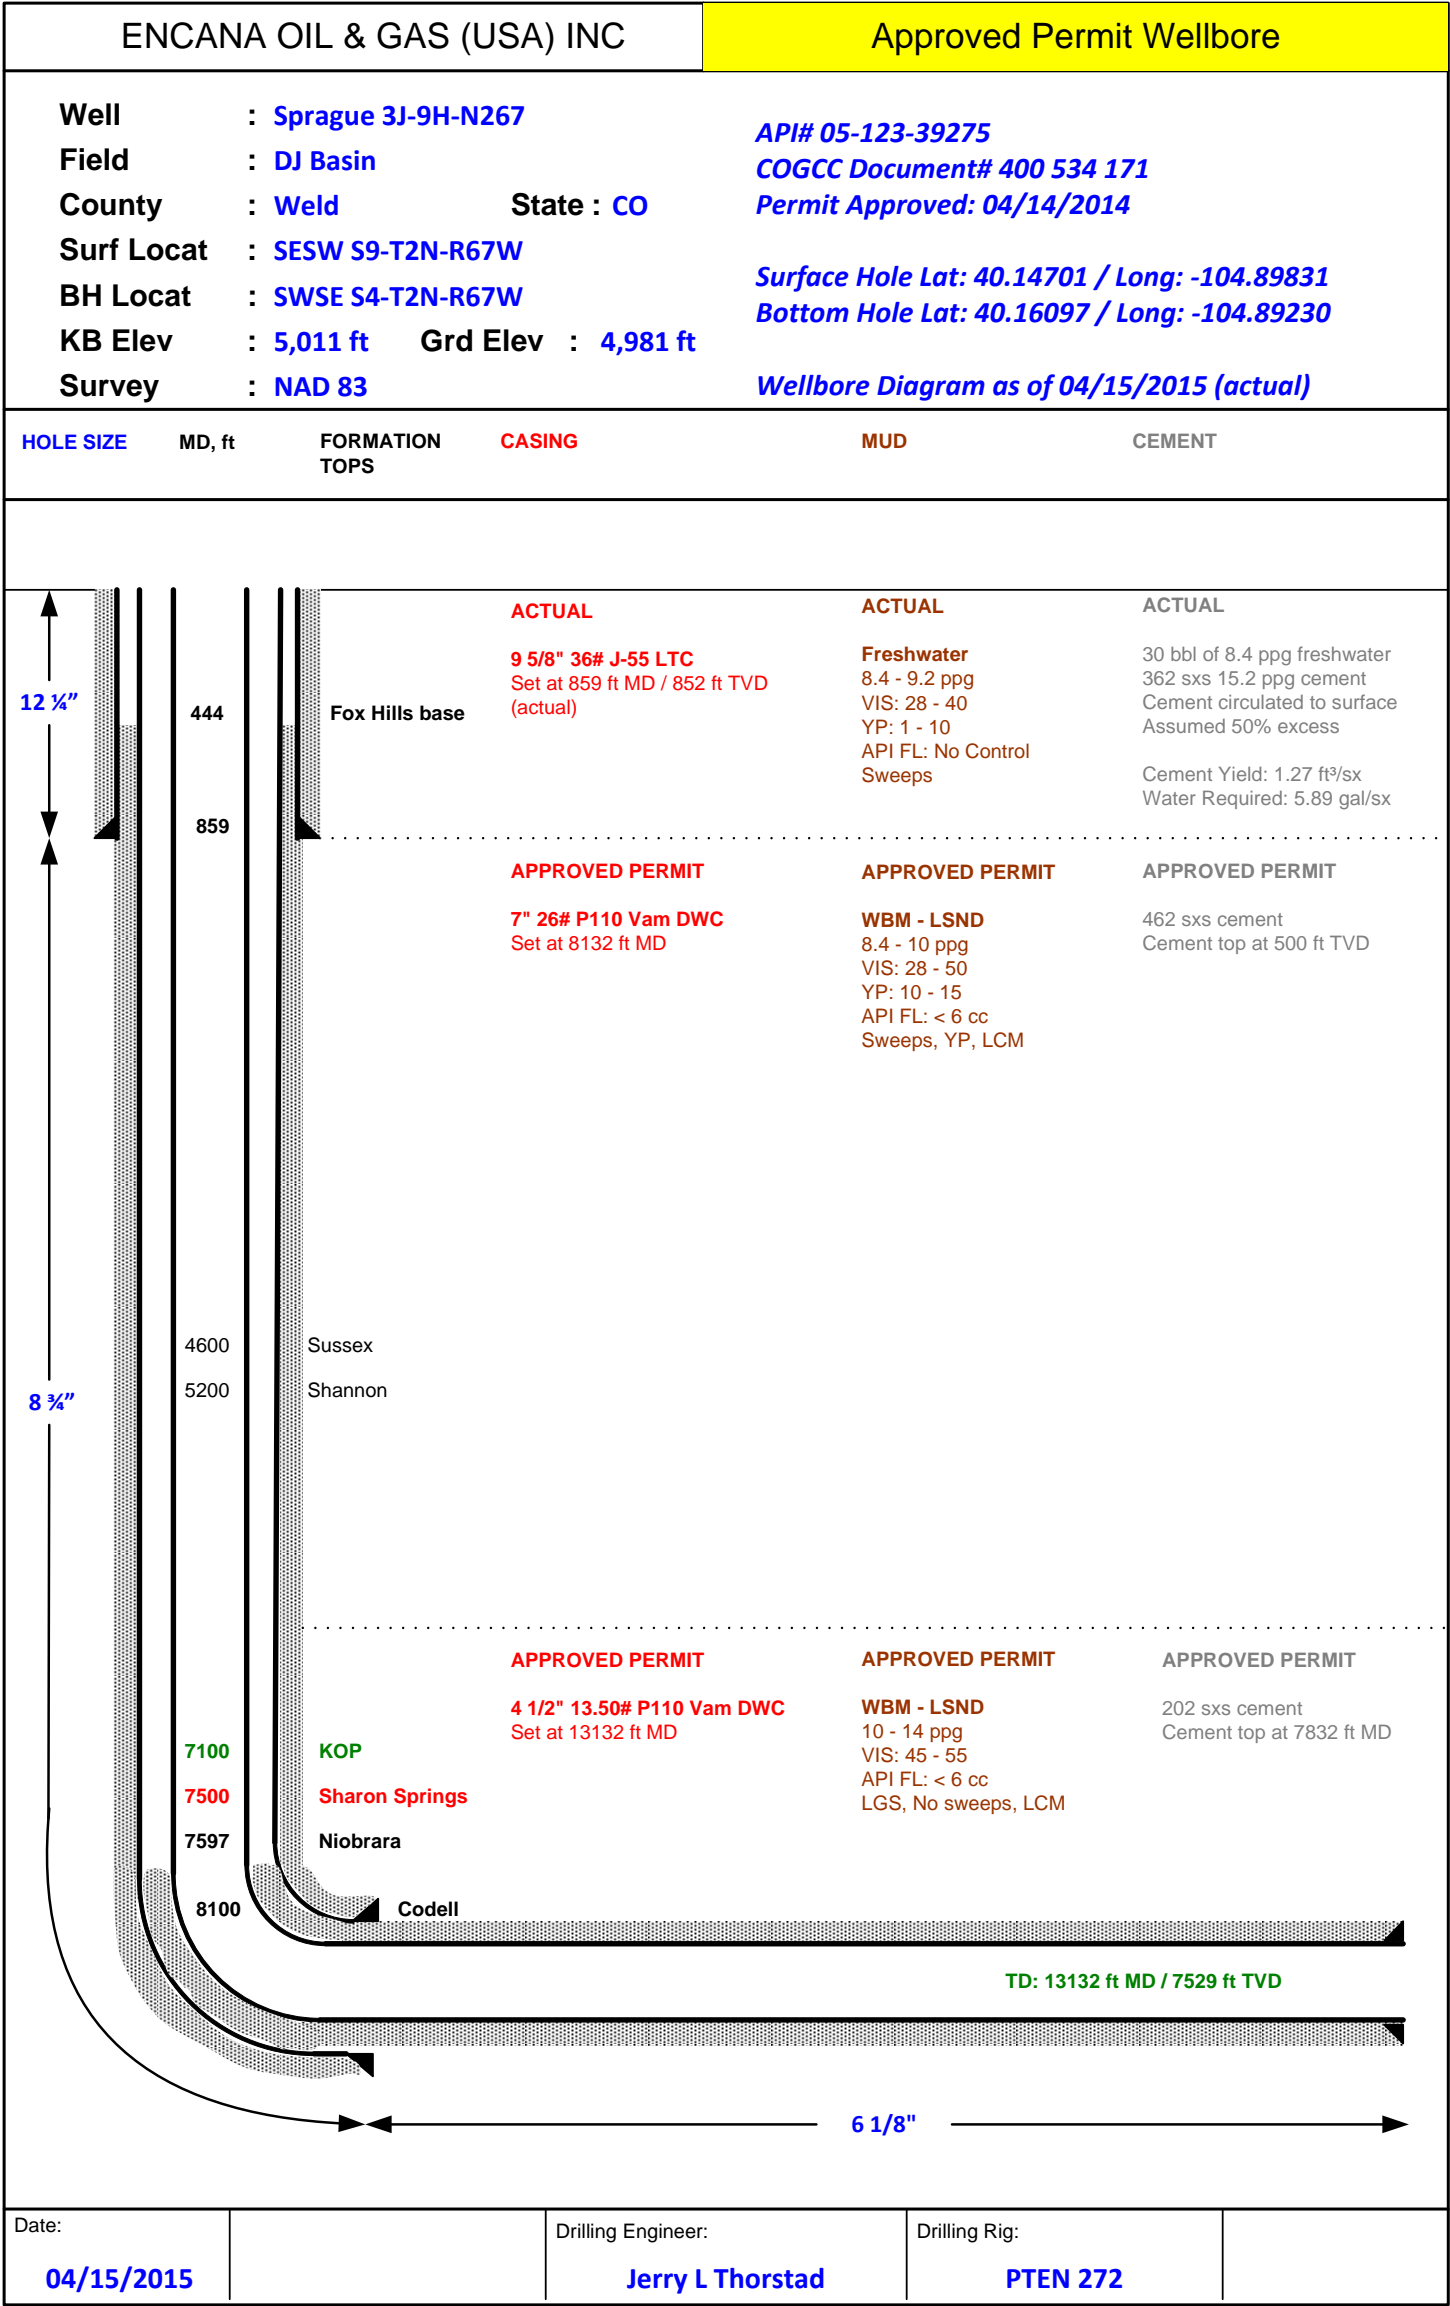 ENCANA OIL & GAS (USA) INC
Approved Permit Wellbore
Well : Sprague 3J-9H-N267
Field : DJ Basin
County : Weld State : CO
Surf Locat : SESW S9-T2N-R67W
BH Locat : SWSE S4-T2N-R67W
KB Elev : 5,011 ft Grd Elev : 4,981 ft
Survey : NAD 83
API# 05-123-39275
COGCC Document# 400 534 171
Permit Approved: 04/14/2014
Surface Hole Lat: 40.14701 / Long: -104.89831
Bottom Hole Lat: 40.16097 / Long: -104.89230
Wellbore Diagram as of 04/15/2015 (actual)
HOLE SIZE
MD, ft
FORMATION
TOPS
CASING
MUD
CEMENT
12 ¼”
444
Fox Hills base
859
ACTUAL
9 5/8" 36# J-55 LTC
Set at 859 ft MD / 852 ft TVD
(actual)
ACTUAL
Freshwater
8.4 - 9.2 ppg
VIS: 28 - 40
YP: 1 - 10
API FL: No Control
Sweeps
ACTUAL
30 bbl of 8.4 ppg freshwater
362 sxs 15.2 ppg cement
Cement circulated to surface
Assumed 50% excess
Cement Yield: 1.27 ft³/sx
Water Required: 5.89 gal/sx
APPROVED PERMIT
7" 26# P110 Vam DWC
Set at 8132 ft MD
APPROVED PERMIT
WBM - LSND
8.4 - 10 ppg
VIS: 28 - 50
YP: 10 - 15
API FL: < 6 cc
Sweeps, YP, LCM
APPROVED PERMIT
462 sxs cement
Cement top at 500 ft TVD
4600
Sussex
5200
Shannon
8 ¾”
APPROVED PERMIT
4 1/2" 13.50# P110 Vam DWC
Set at 13132 ft MD
APPROVED PERMIT
WBM - LSND
10 - 14 ppg
VIS: 45 - 55
API FL: < 6 cc
LGS, No sweeps, LCM
APPROVED PERMIT
202 sxs cement
Cement top at 7832 ft MD
7100
KOP
7500
Sharon Springs
7597
Niobrara
8100
Codell
TD: 13132 ft MD / 7529 ft TVD
6 1/8"
Date:
04/15/2015
Drilling Engineer:
Jerry L Thorstad
Drilling Rig:
PTEN 272